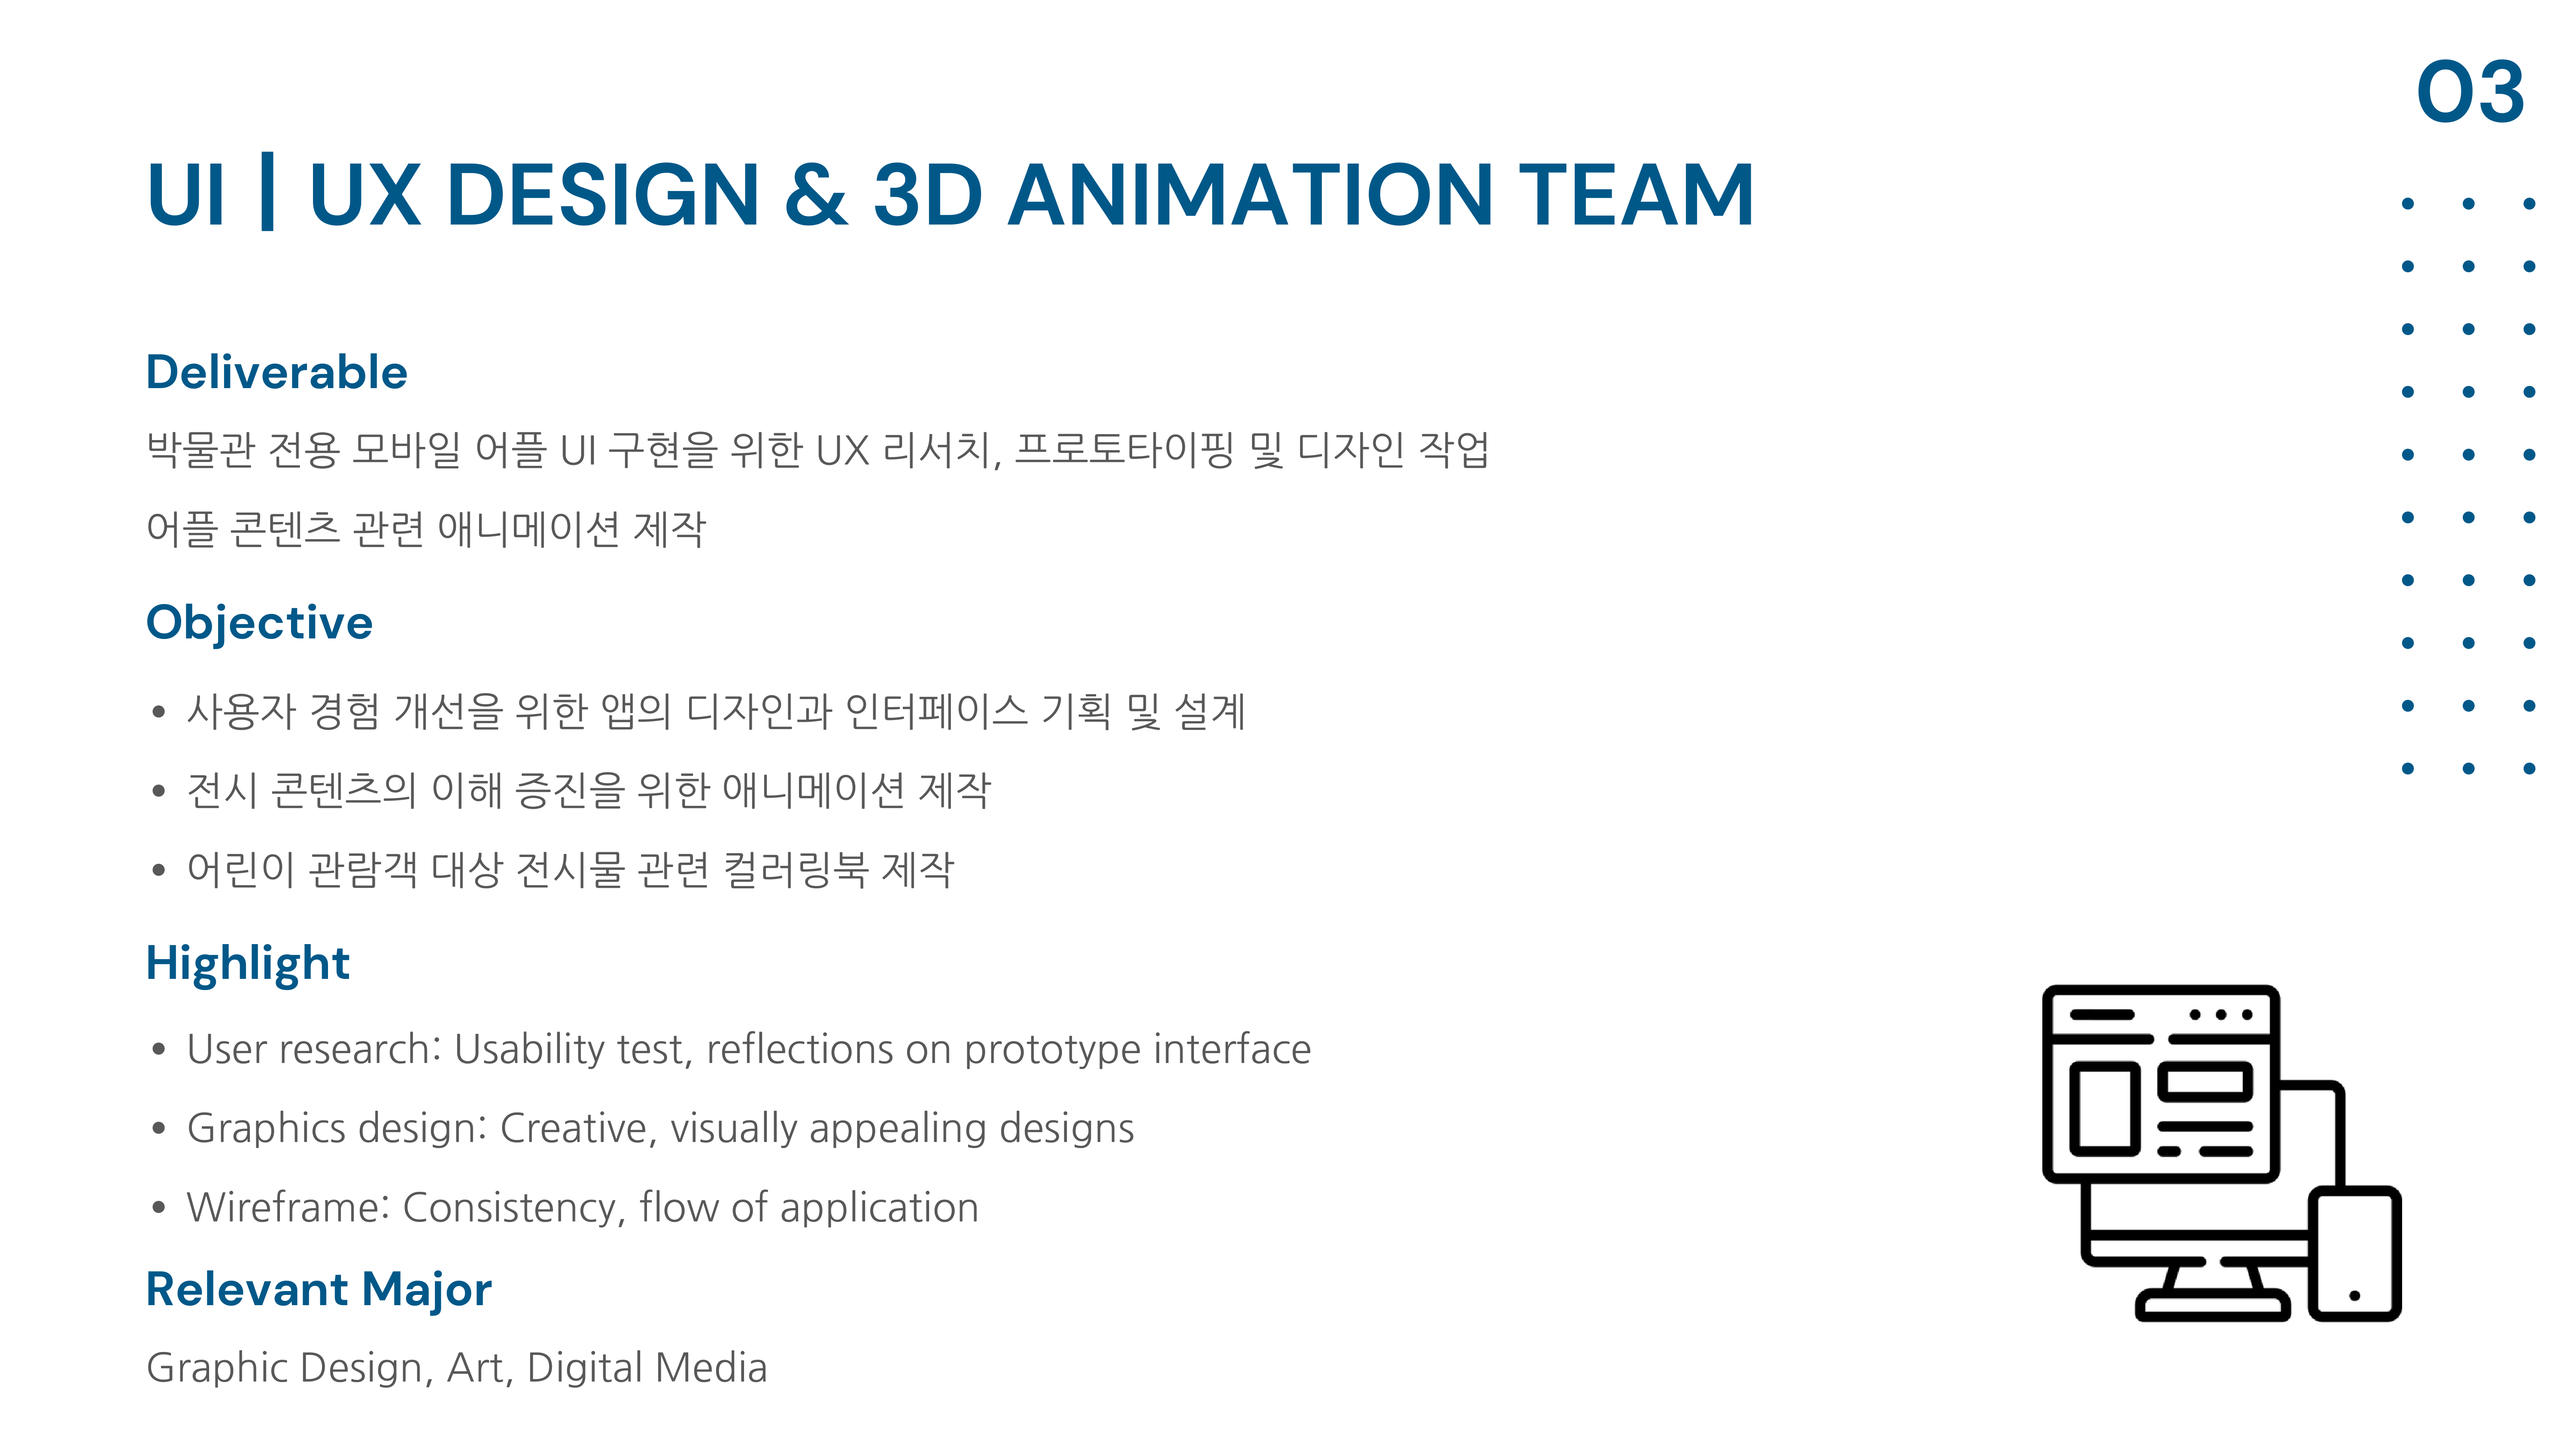 03
UI | UX DESIGN & 3D ANIMATION TEAM
Deliverable
박물관 전용 모바일 어플 UI 구현을 위한 UX 리서치, 프로토타이핑 및 디자인 작업
어플 콘텐츠 관련 애니메이션 제작
Objective
• 사용자 경험 개선을 위한 앱의 디자인과 인터페이스 기획 및 설계
• 전시 콘텐츠의 이해 증진을 위한 애니메이션 제작
• 어린이 관람객 대상 전시물 관련 컬러링북 제작
Highlight
• User research: Usability test, reflections on prototype interface
• Graphics design: Creative, visually appealing designs
• Wireframe: Consistency, flow of application
Relevant Major
Graphic Design, Art, Digital Media